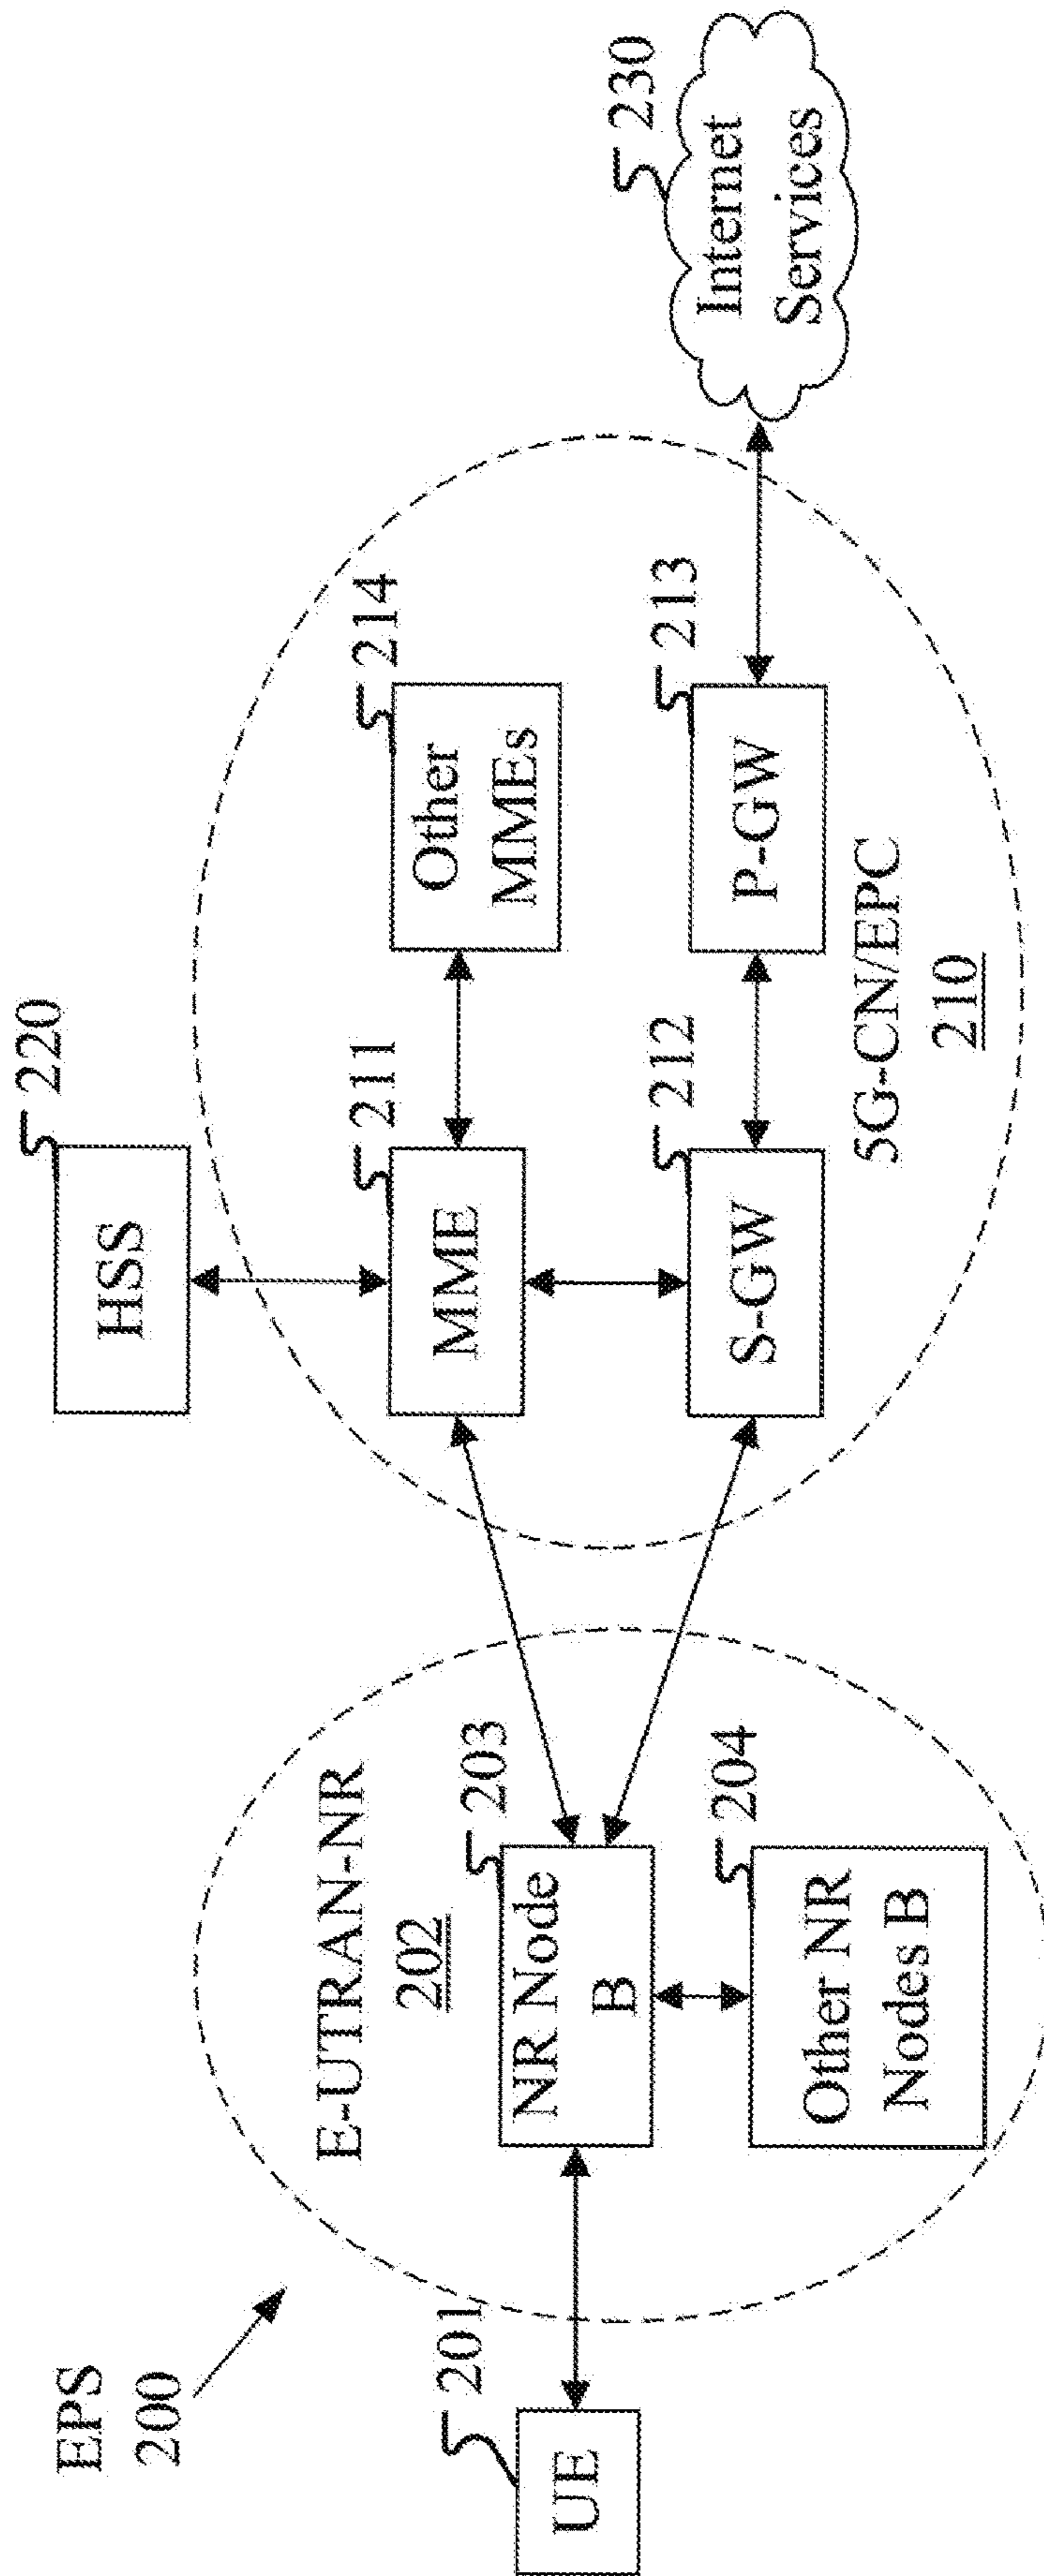 EPS
200
UE
201
E-UTRAN-NR
202
NR Node
B
203
Other NR
Nodes B
204
HSS
220
MME
211
Other
MMEs
214
S-GW
212
P-GW
213
5G-CN/EPC
210
Internet
Services
230